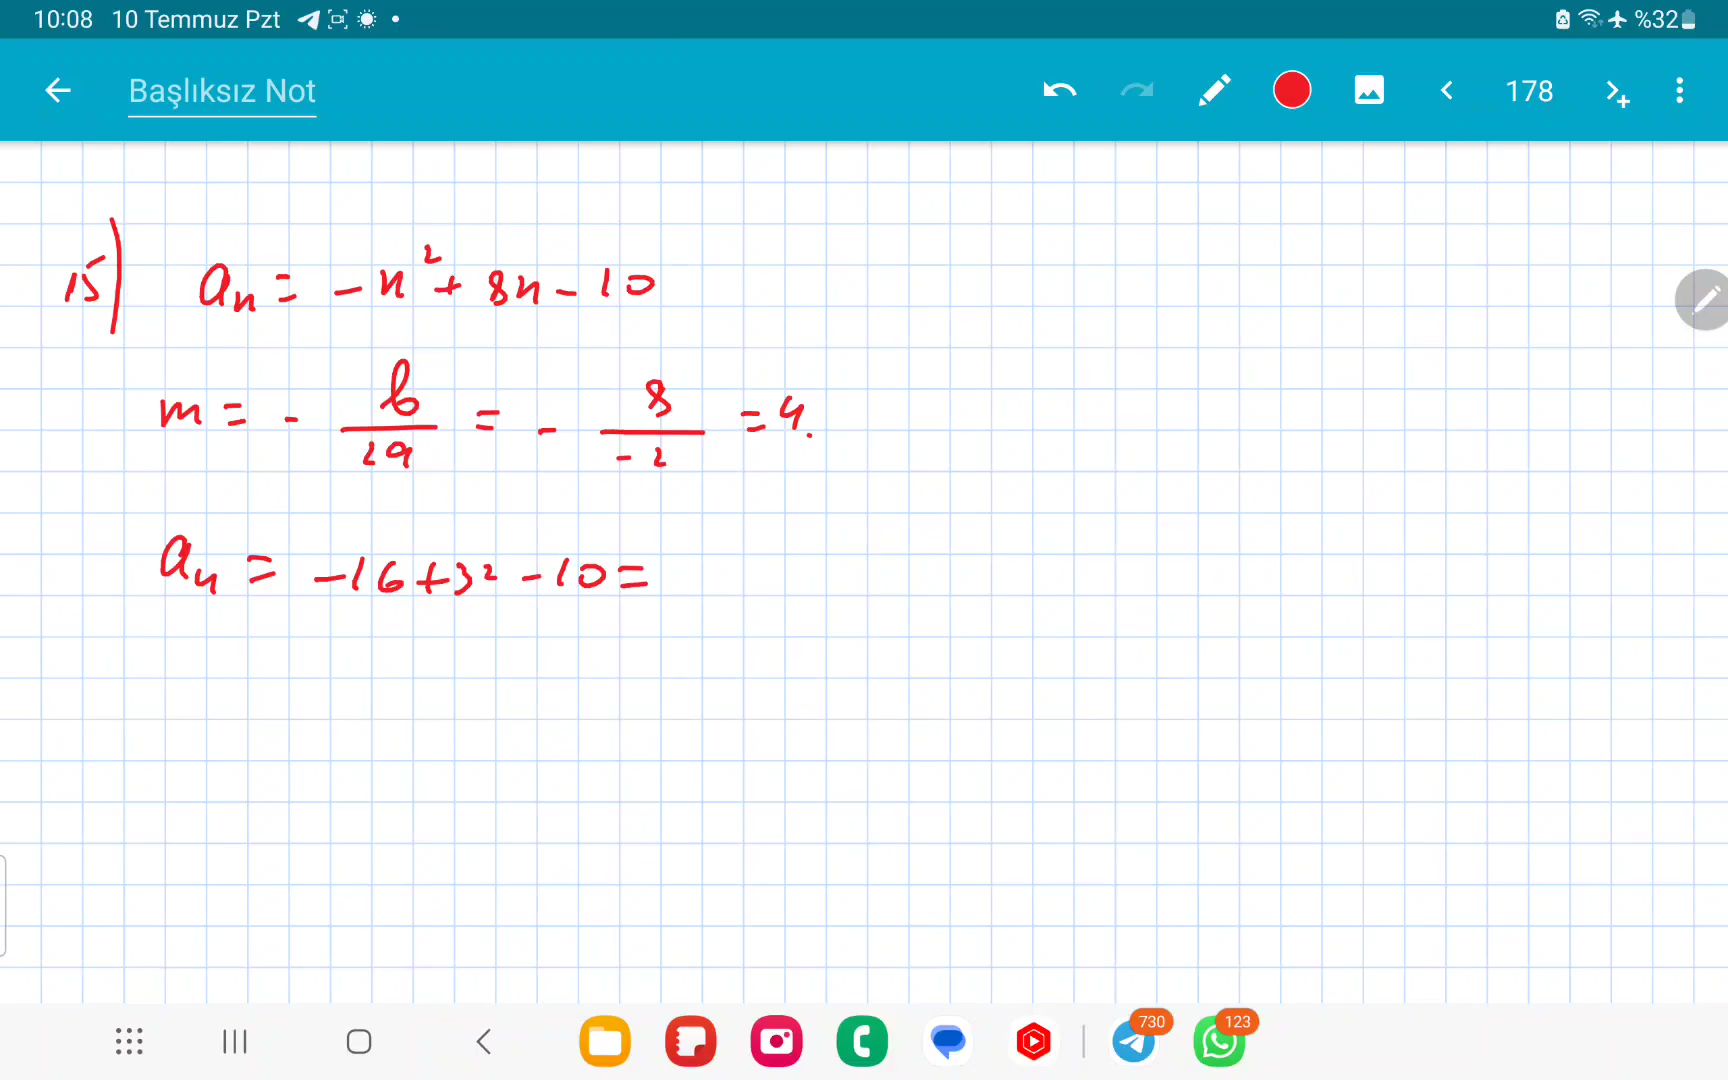 10:08 10 Temmuz Pzt %32
Başlıksız Not 178
15) aₙ = -n² + 8n - 10
m = - b/2a = - 8/-2 = 4.
a₄ = -16+32-10=
730 123